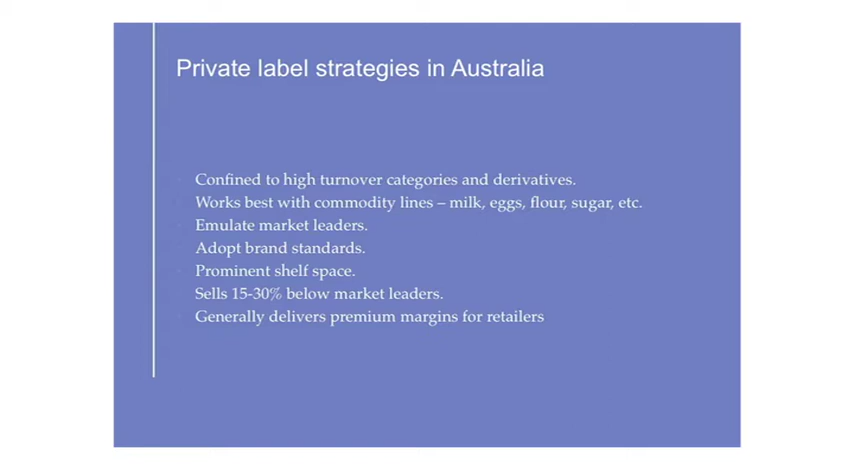 Private label strategies in Australia
Confined to high turnover categories and derivatives.
Works best with commodity lines – milk, eggs, flour, sugar, etc.
Emulate market leaders.
Adopt brand standards.
Prominent shelf space.
Sells 15-30% below market leaders.
Generally delivers premium margins for retailers